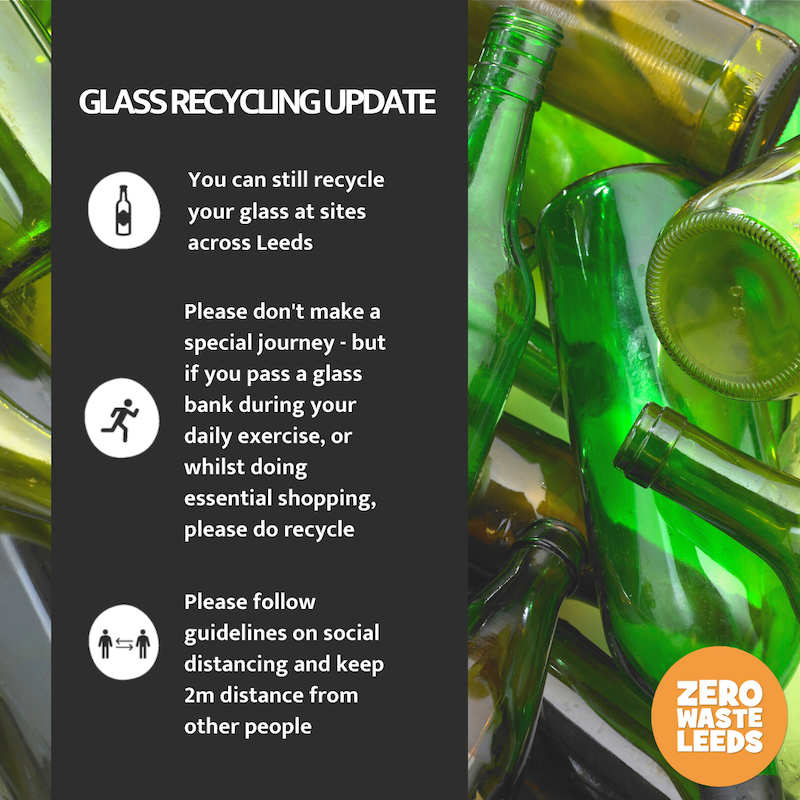 GLASS RECYCLING UPDATE
You can still recycle
your glass at sites
across Leeds
Please don't make a
special journey - but
if you pass a glass
bank during your
daily exercise, or
whilst doing
essential shopping,
please do recycle
Please follow
guidelines on social
distancing and keep
2m distance from
other people
ZERO
WASTE
LEEDS